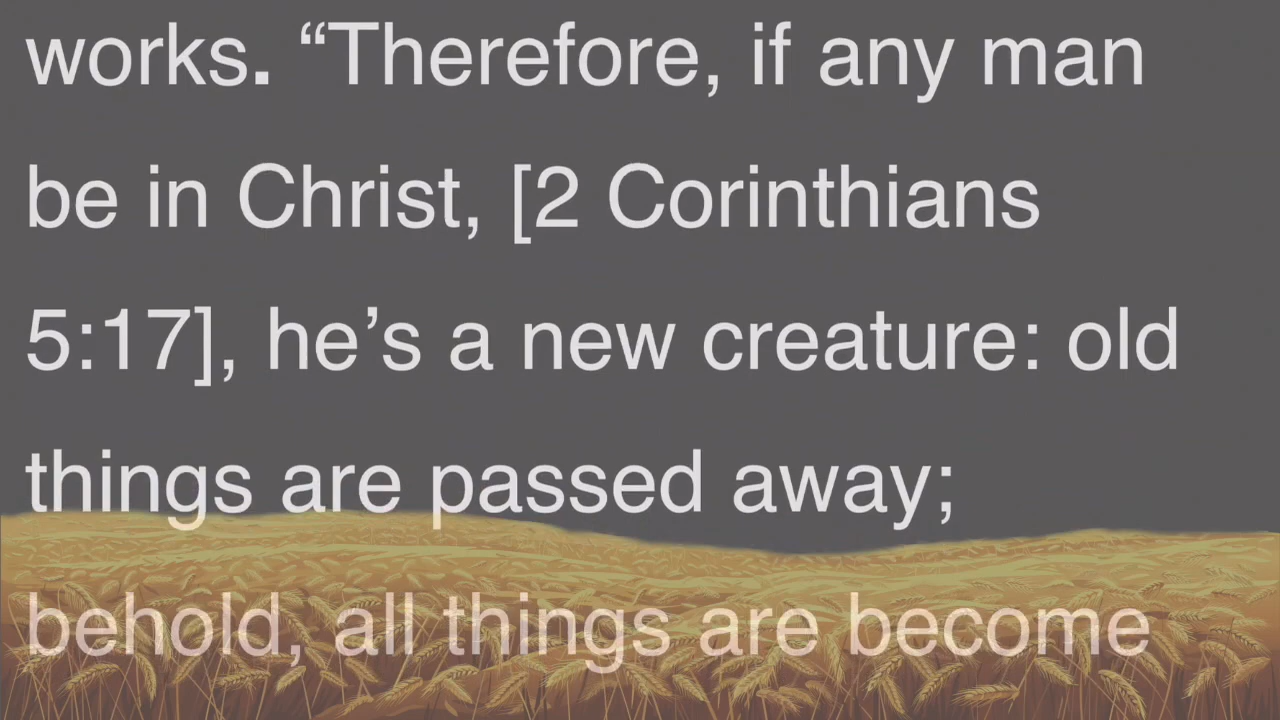 works. “Therefore, if any man
be in Christ, [2 Corinthians
5:17], he’s a new creature: old
things are passed away;
behold, all things are become